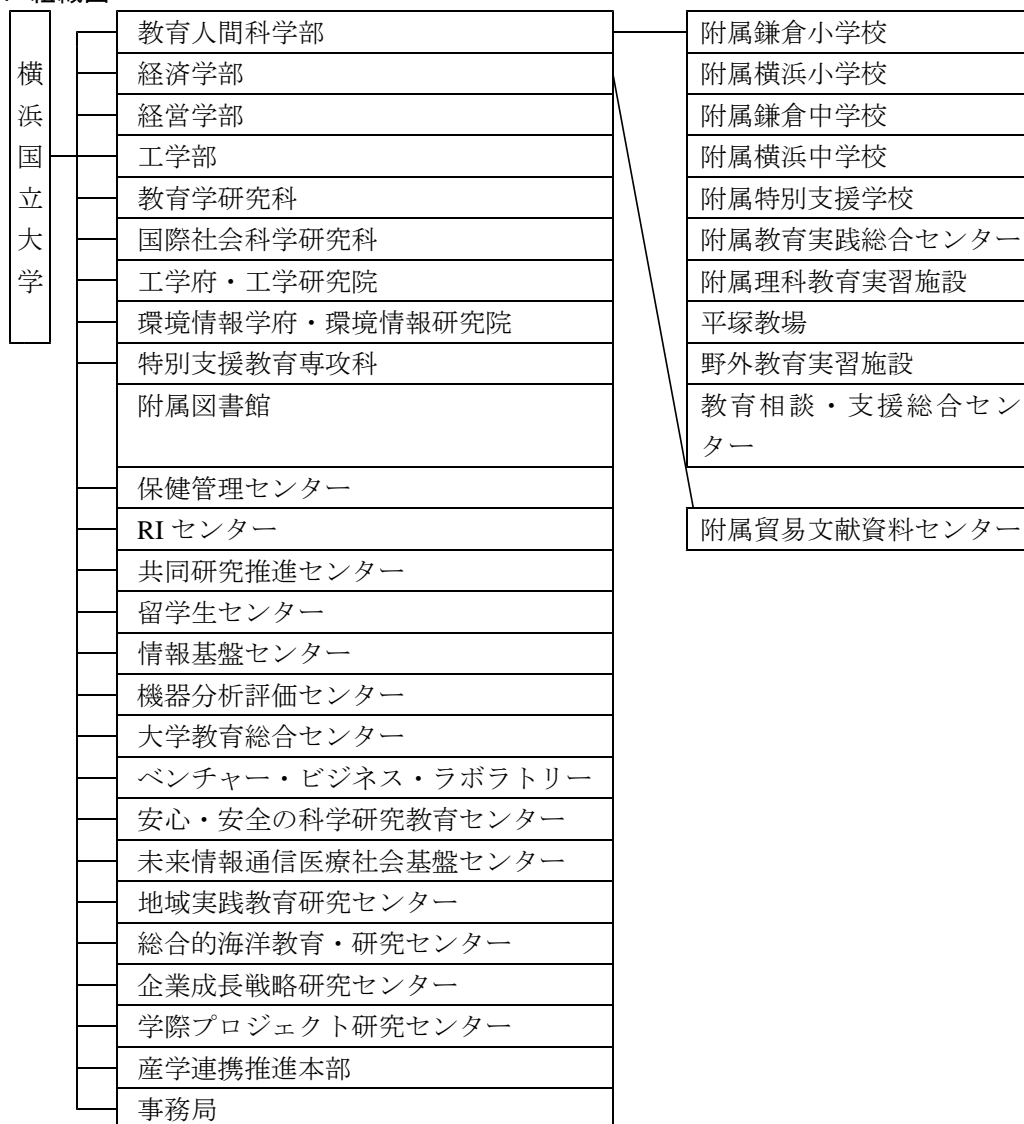 横浜国立大学
教育人間科学部
経済学部
経営学部
工学部
教育学研究科
国際社会科学研究科
工学府・工学研究院
環境情報学府・環境情報研究院
特別支援教育専攻科
附属図書館
保健管理センター
RI センター
共同研究推進センター
留学生センター
情報基盤センター
機器分析評価センター
大学教育総合センター
ベンチャー・ビジネス・ラボラトリー
安心・安全の科学研究教育センター
未来情報通信医療社会基盤センター
地域実践教育研究センター
総合的海洋教育・研究センター
企業成長戦略研究センター
学際プロジェクト研究センター
産学連携推進本部
事務局
附属鎌倉小学校
附属横浜小学校
附属鎌倉中学校
附属横浜中学校
附属特別支援学校
附属教育実践総合センター
附属理科教育実習施設
平塚教場
野外教育実習施設
教育相談・支援総合セン
ター
附属貿易文献資料センター